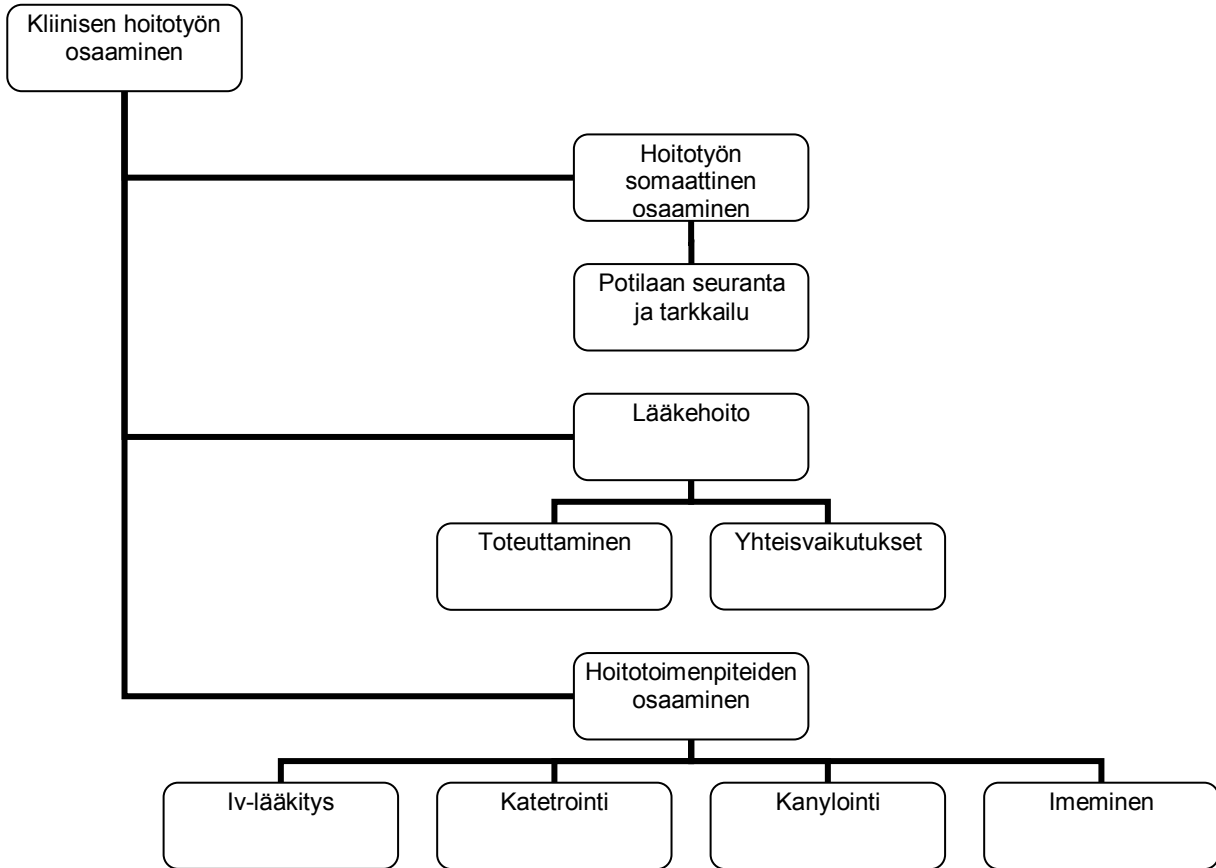 Kliinisen hoitotyön
osaaminen
Hoitotyön
somaattinen
osaaminen
Potilaan seuranta
ja tarkkailu
Lääkehoito
Toteuttaminen
Yhteisvaikutukset
Hoitotoimenpiteiden
osaaminen
Iv-lääkitys
Katetrointi
Kanylointi
Imeminen